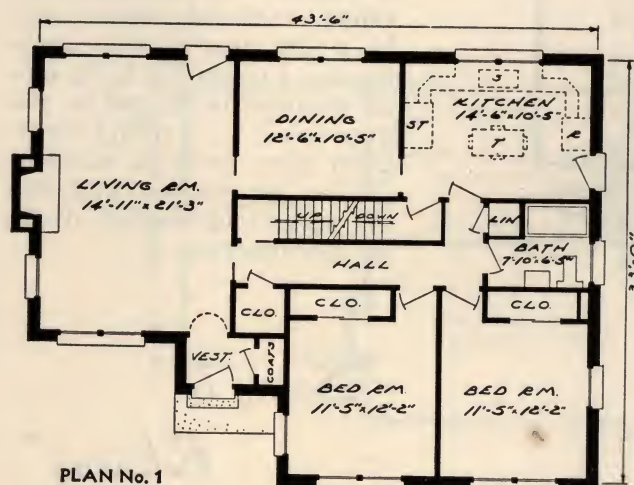 43'-6"
S
KITCHEN
14'-6"x10'-5"
DINING
12'-6"x10'-5"
ST
R
T
LIVING RM.
14'-11"x21'-3"
UP
DOWN
LIN
BATH
7'-10"x6'-5"
HALL
33'-0"
CLO.
CLO.
CLO.
VEST.
COATS
BED RM.
11'-5"x12'-2"
BED RM.
11'-5"x12'-2"
PLAN No. 1